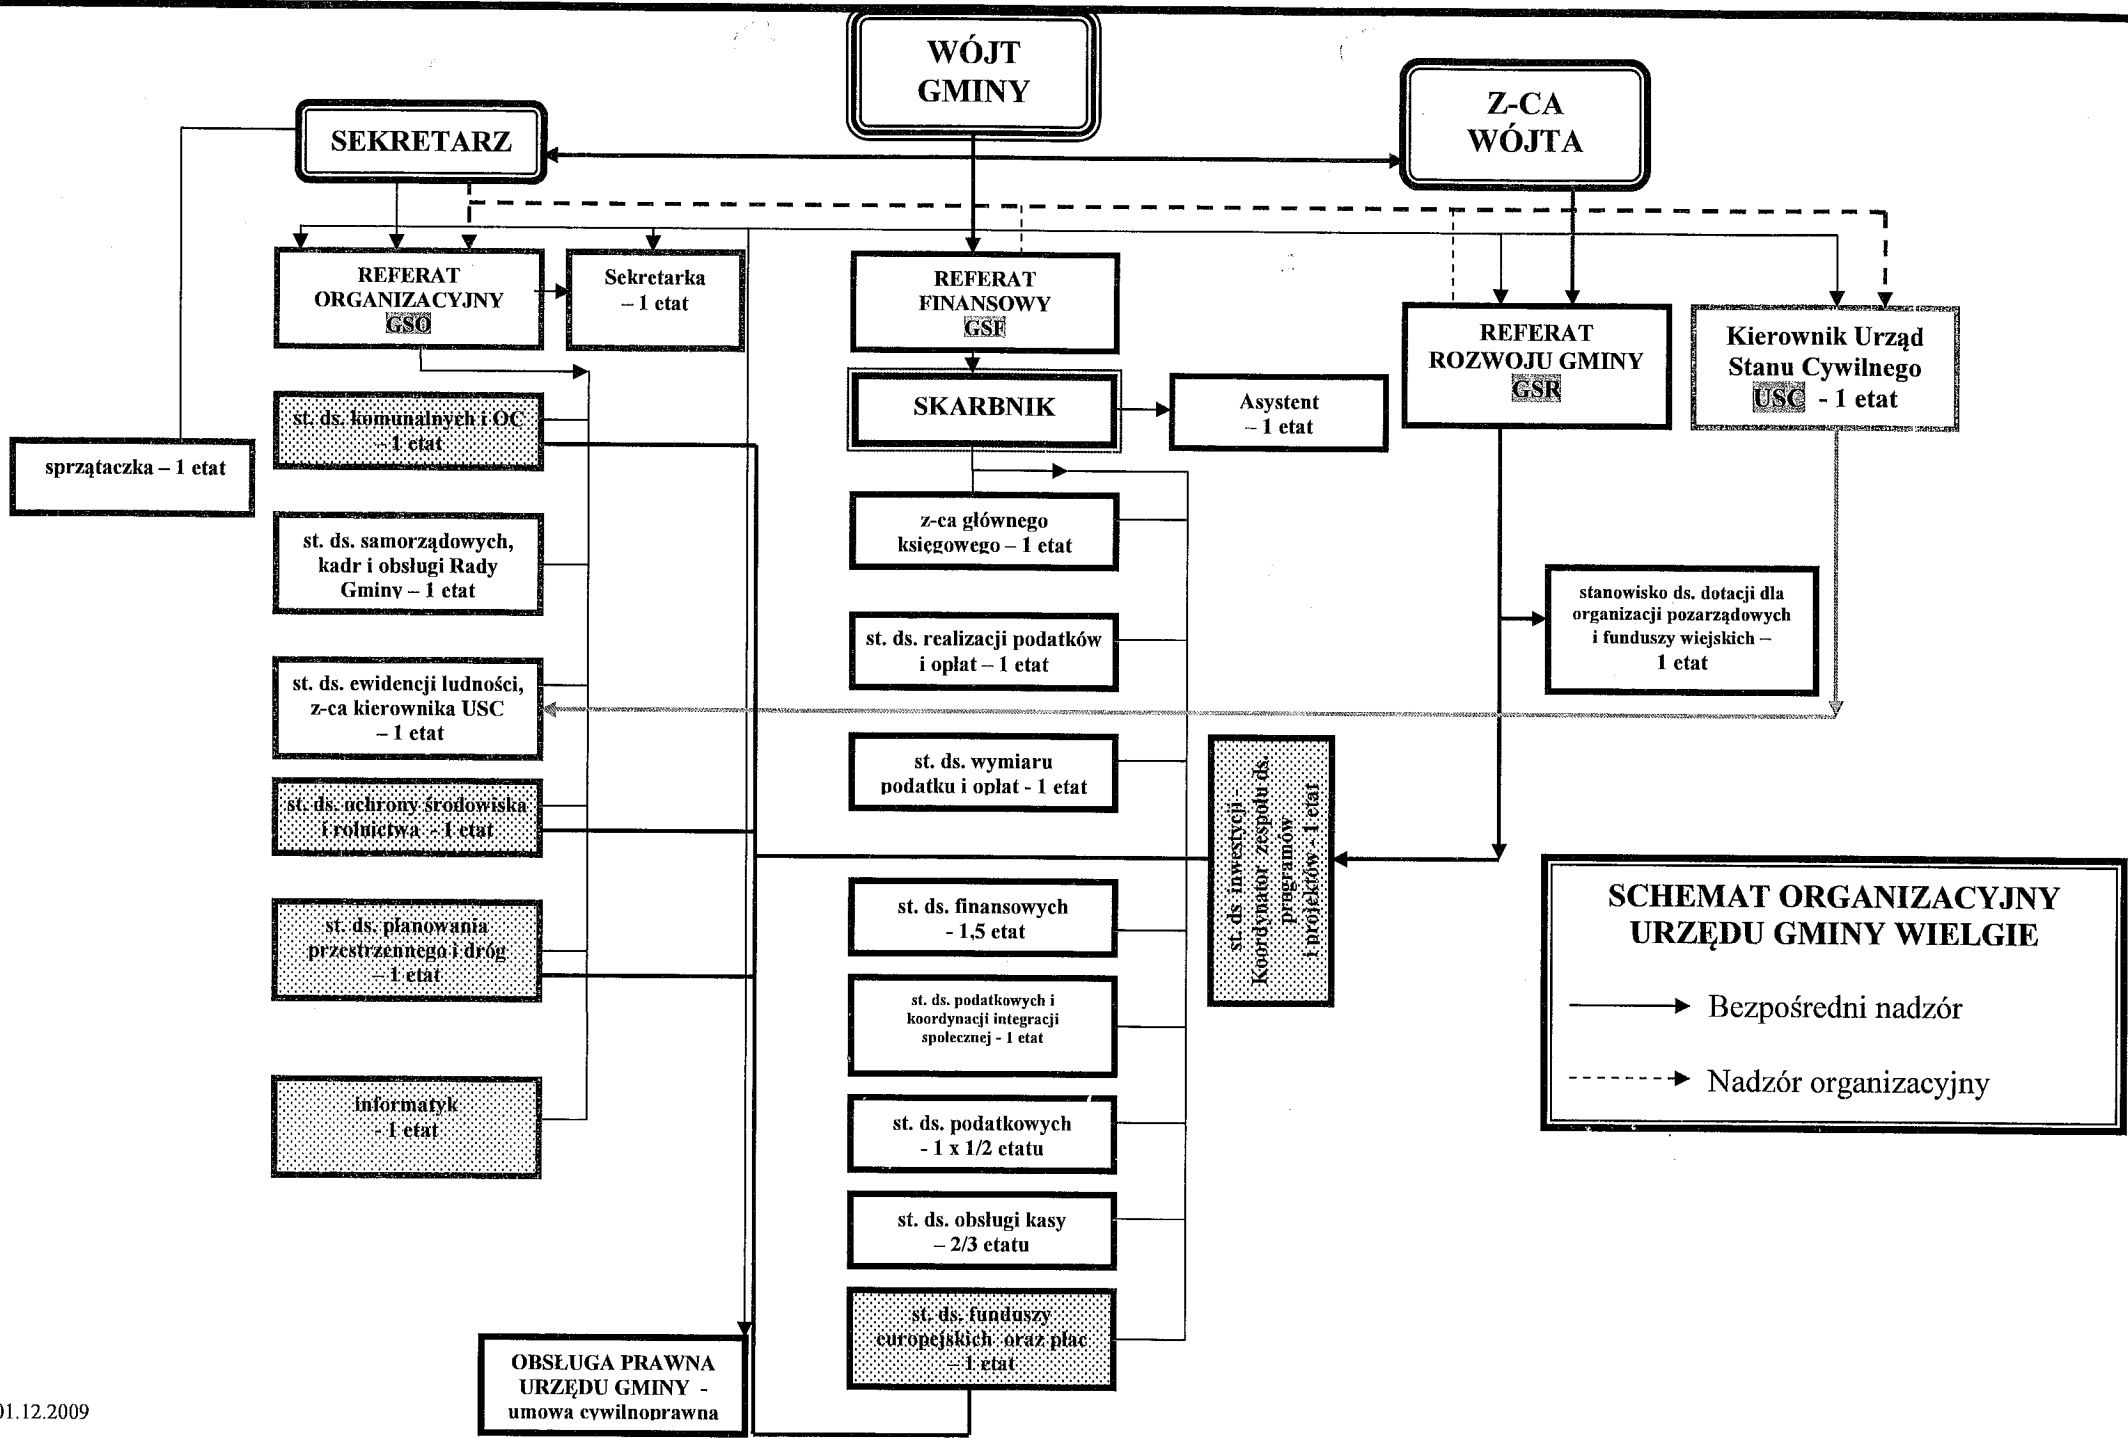 WÓJT
GMINY
Z-CA
WÓJTA
SEKRETARZ
REFERAT
ORGANIZACYJNY
GSO
Sekretarka
– 1 etat
REFERAT
FINANSOWY
GSF
REFERAT
ROZWOJU GMINY
GSR
Kierownik Urząd
Stanu Cywilnego
USC - 1 etat
SKARBNIK
Asystent
– 1 etat
st. ds. komunalnych i OC
– 1 etat
sprzątaczka – 1 etat
st. ds. samorządowych,
kadr i obsługi Rady
Gminy – 1 etat
st. ds. ewidencji ludności,
z-ca kierownika USC
– 1 etat
st. ds. ochrony środowiska
i rolnictwa - 1 etat
st. ds. planowania
przestrzennego i dróg
– 1 etat
informatyk
- 1 etat
z-ca głównego
księgowego – 1 etat
st. ds. realizacji podatków
i opłat – 1 etat
st. ds. wymiaru
podatku i opłat - 1 etat
st. ds. finansowych
- 1,5 etat
st. ds. podatkowych i
koordynacji integracji
społecznej - 1 etat
st. ds. podatkowych
- 1 x 1/2 etatu
st. ds. obsługi kasy
– 2/3 etatu
st. ds. funduszy
europejskich oraz płac
– 1 etat
stanowisko ds. dotacji dla
organizacji pozarządowych
i funduszy wiejskich –
1 etat
st. ds inwestycji -
Koordynator zespołu ds.
programów
i projektów - 1 etat
OBSŁUGA PRAWNA
URZĘDU GMINY -
umowa cywilnoprawna
SCHEMAT ORGANIZACYJNY
URZĘDU GMINY WIELGIE
Bezpośredni nadzór
Nadzór organizacyjny
01.12.2009